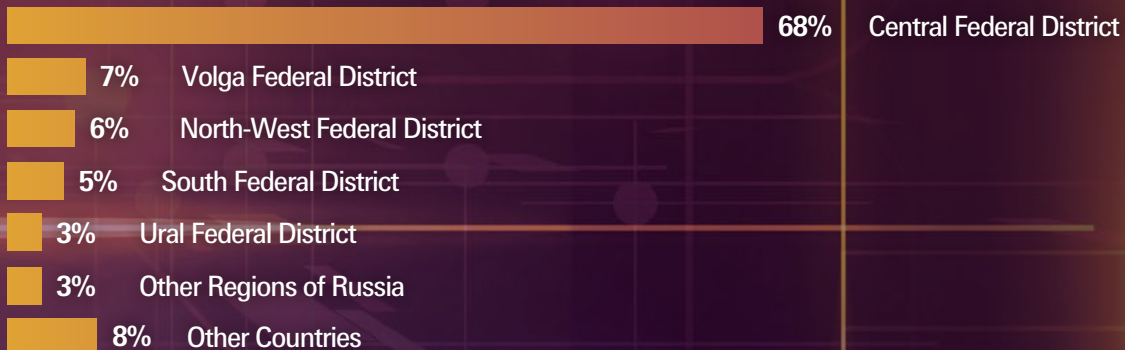 68% Central Federal District
7% Volga Federal District
6% North-West Federal District
5% South Federal District
3% Ural Federal District
3% Other Regions of Russia
8% Other Countries